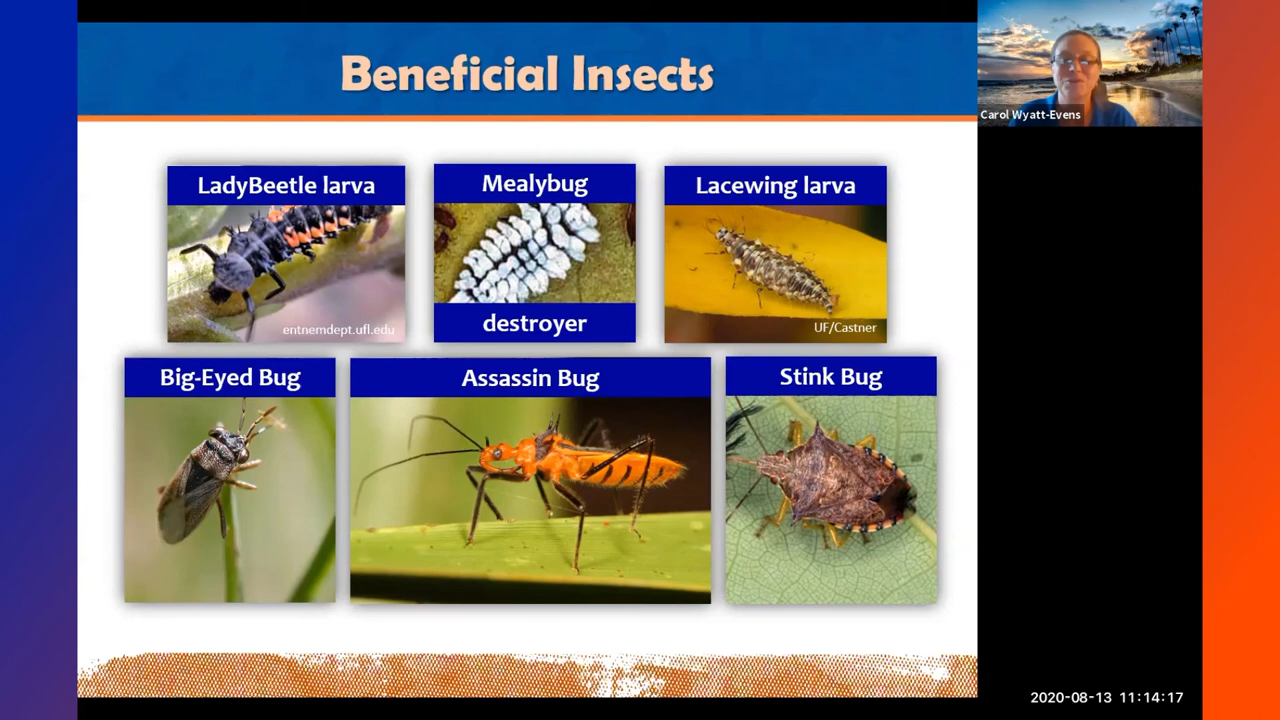 Beneficial Insects
Carol Wyatt-Evens
LadyBeetle larva
entnemdept.ufl.edu
Mealybug
destroyer
Lacewing larva
UF/Castner
Big-Eyed Bug
Assassin Bug
Stink Bug
2020-08-13 11:14:17